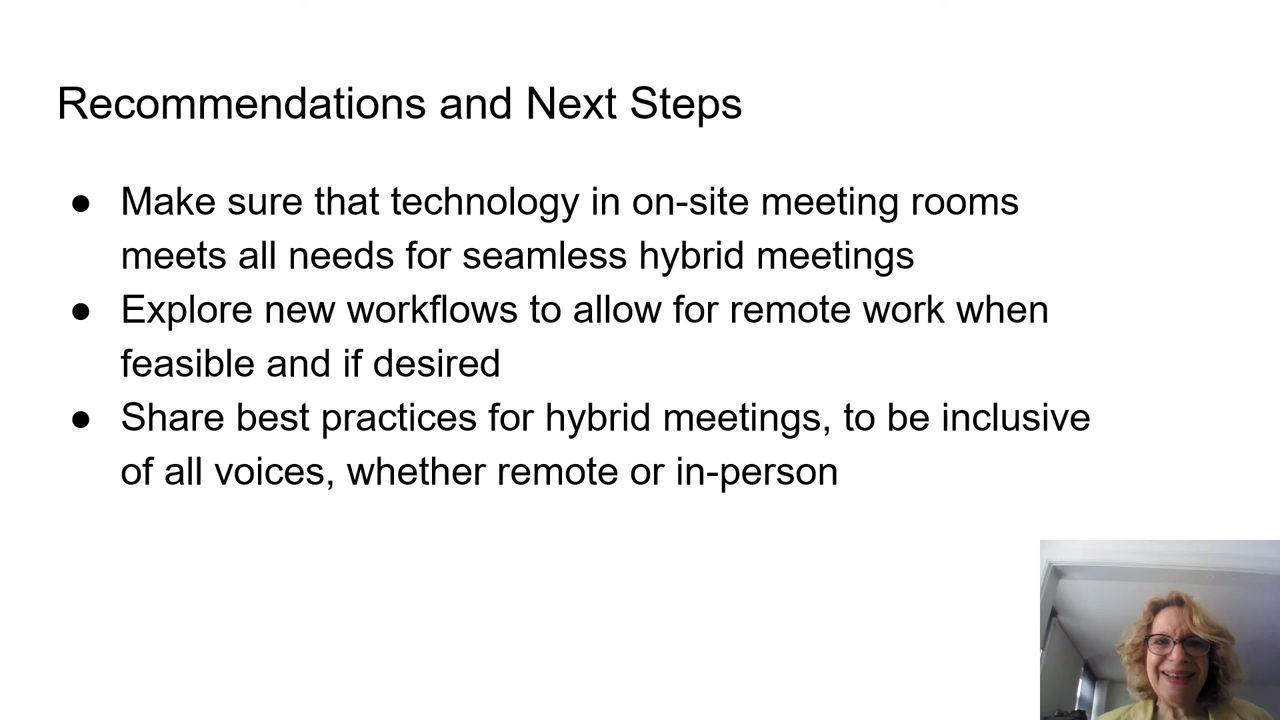 Recommendations and Next Steps
● Make sure that technology in on-site meeting rooms
meets all needs for seamless hybrid meetings
● Explore new workflows to allow for remote work when
feasible and if desired
● Share best practices for hybrid meetings, to be inclusive
of all voices, whether remote or in-person